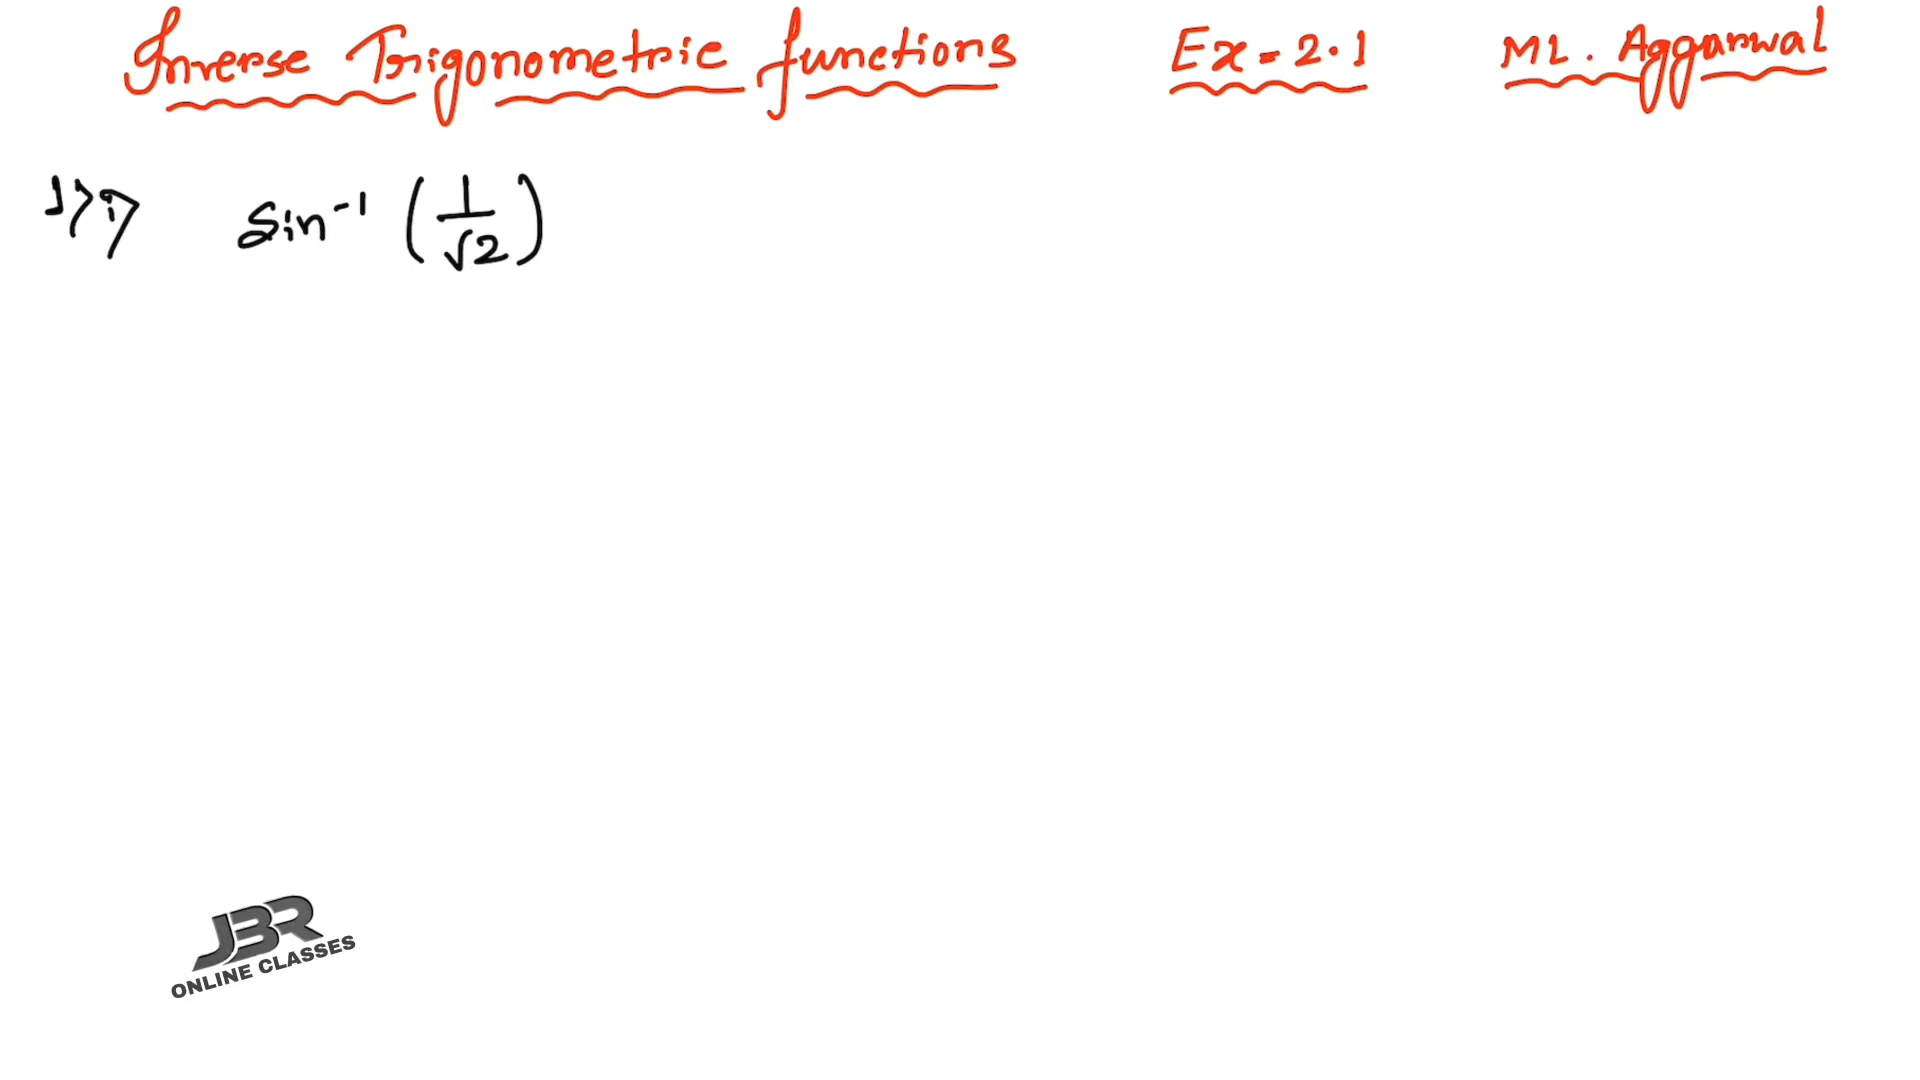 Inverse Trigonometric functions Ex-2.1 ML. Aggarwal
1> i> sin⁻¹ (1/√2)
JBR
ONLINE CLASSES